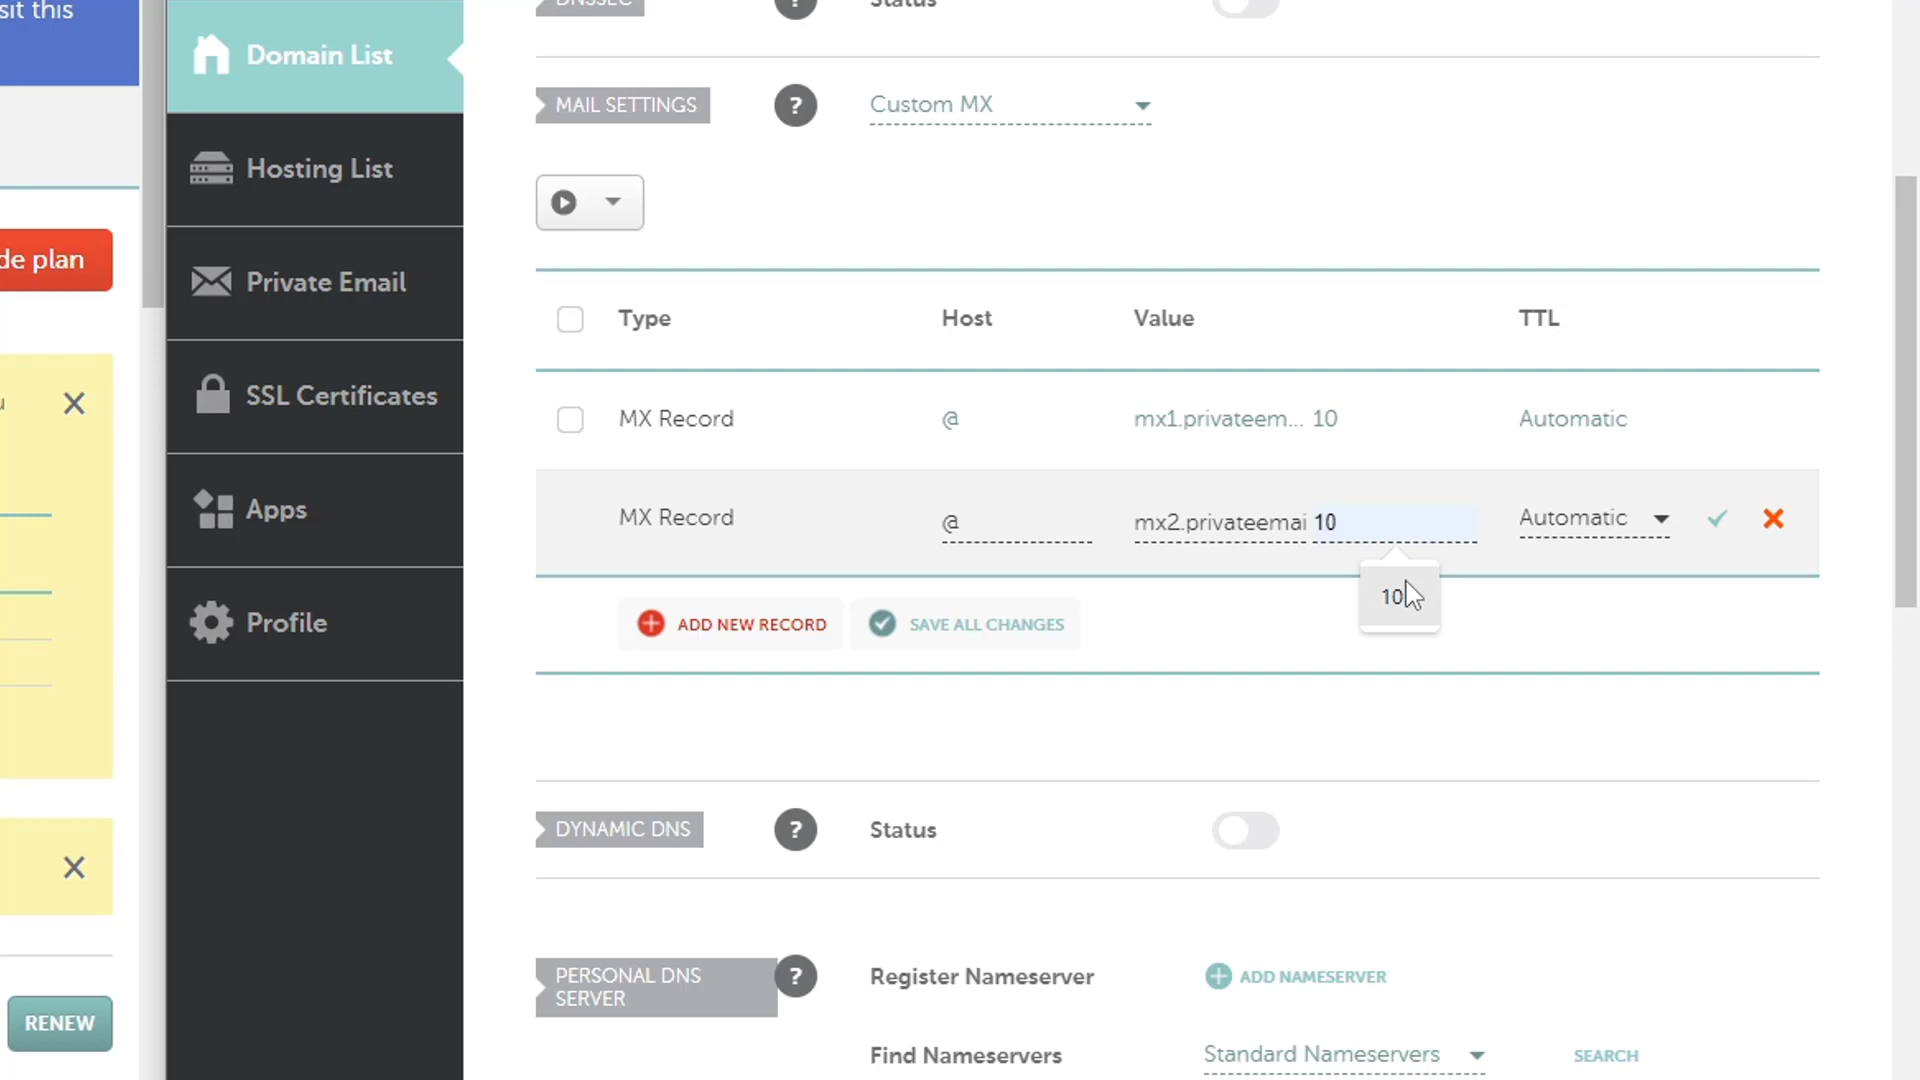 sit this
Domain List
Status
MAIL SETTINGS
?
Custom MX
Hosting List
de plan
Private Email
Type
Host
Value
TTL
SSL Certificates
MX Record
@
mx1.privateem... 10
Automatic
Apps
MX Record
@
mx2.privateemai 10
Automatic
10
Profile
ADD NEW RECORD
SAVE ALL CHANGES
DYNAMIC DNS
?
Status
PERSONAL DNS
SERVER
?
Register Nameserver
ADD NAMESERVER
RENEW
Find Nameservers
Standard Nameservers
SEARCH